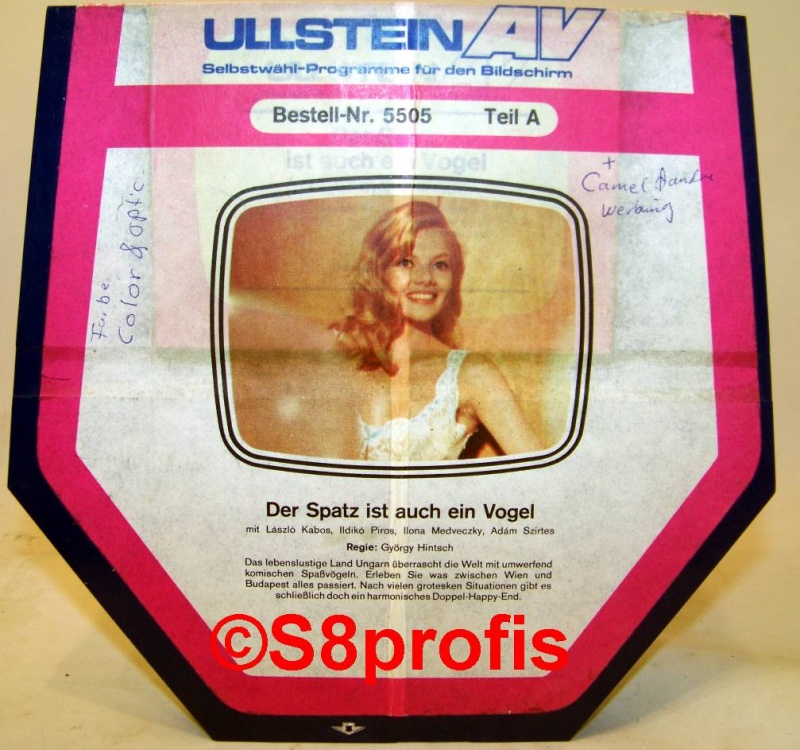 ULLSTEIN AV
Selbstwähl-Programme für den Bildschirm
Bestell-Nr. 5505 Teil A
ist auch ein Vogel
+
Camel
Werbung
Farbe
Color
Der Spatz ist auch ein Vogel
mit László Kabos, Ildikó Piros, Ilona Medveczky, Adám Szirtes
Regie: György Hintsch
Das lebenslustige Land Ungarn überrascht die Welt mit umwerfend
komischen Spaßvögeln. Erleben Sie was zwischen Wien und
Budapest alles passiert. Nach vielen grotesken Situationen gibt es
schließlich doch ein harmonisches Doppel-Happy-End.
©S8profis